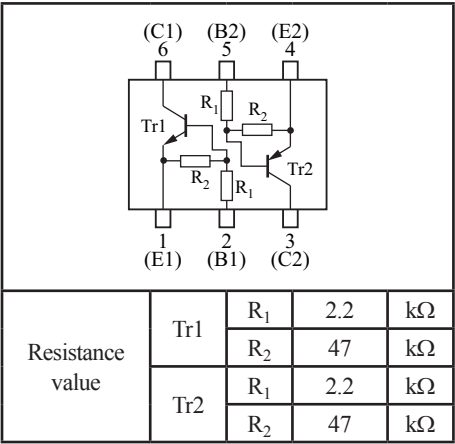 (C1) (B2) (E2)
6 5 4
R1 R2
Tr1
Tr2
R2 R1
1 2 3
(E1) (B1) (C2)
Resistance value
Tr1 R1 2.2 kΩ
R2 47 kΩ
Tr2 R1 2.2 kΩ
R2 47 kΩ